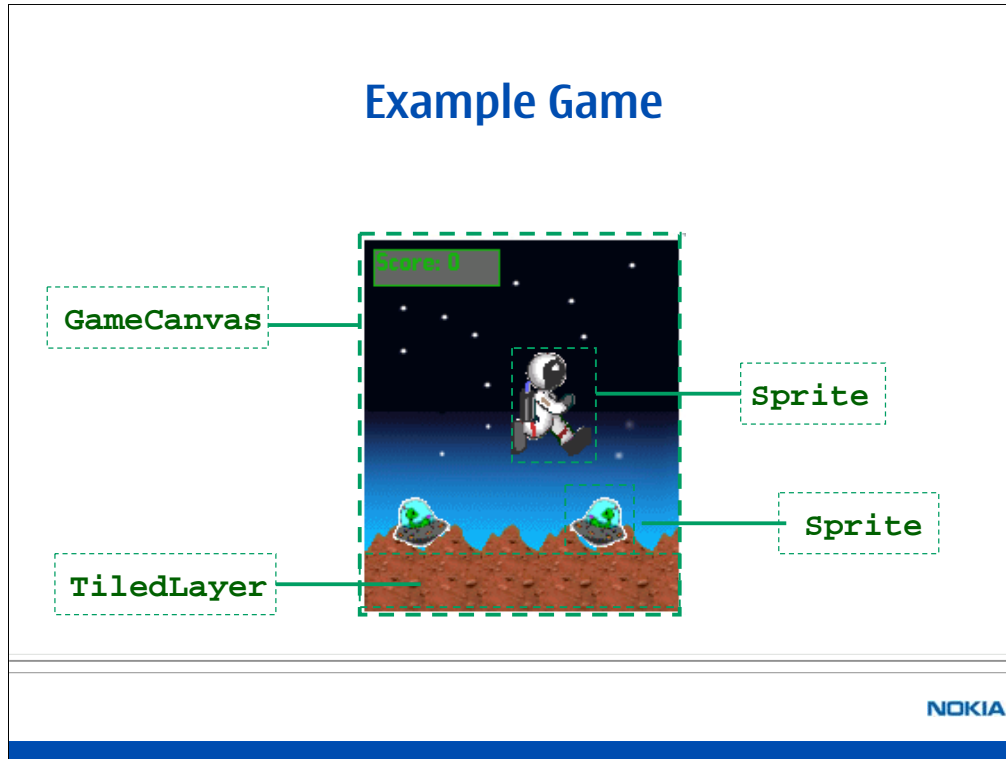 Example Game
Score: 0
GameCanvas
Sprite
Sprite
TiledLayer
NOKIA